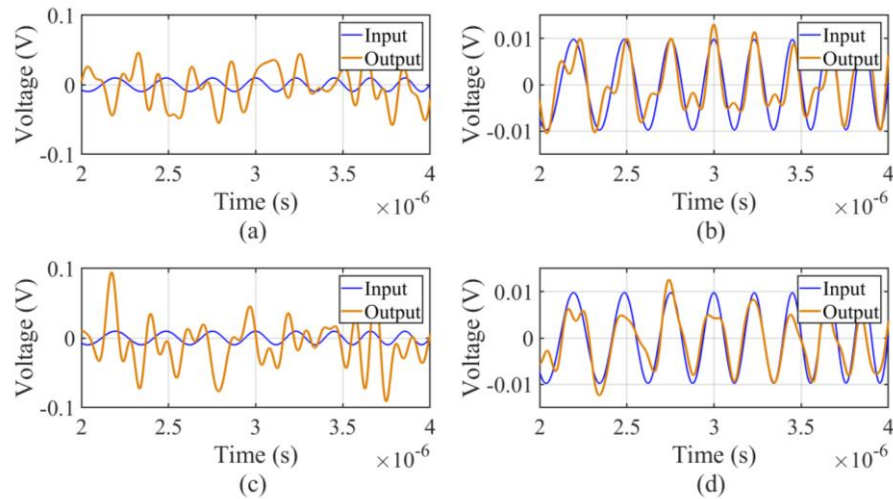 0.1
0
-0.1
Voltage (V)
Input
Output
2
2.5
3
3.5
4
Time (s)
×10⁻⁶
(a)
0.01
0
-0.01
Voltage (V)
Input
Output
2
2.5
3
3.5
4
Time (s)
×10⁻⁶
(b)
0.1
0
-0.1
Voltage (V)
Input
Output
2
2.5
3
3.5
4
Time (s)
×10⁻⁶
(c)
0.01
0
-0.01
Voltage (V)
Input
Output
2
2.5
3
3.5
4
Time (s)
×10⁻⁶
(d)